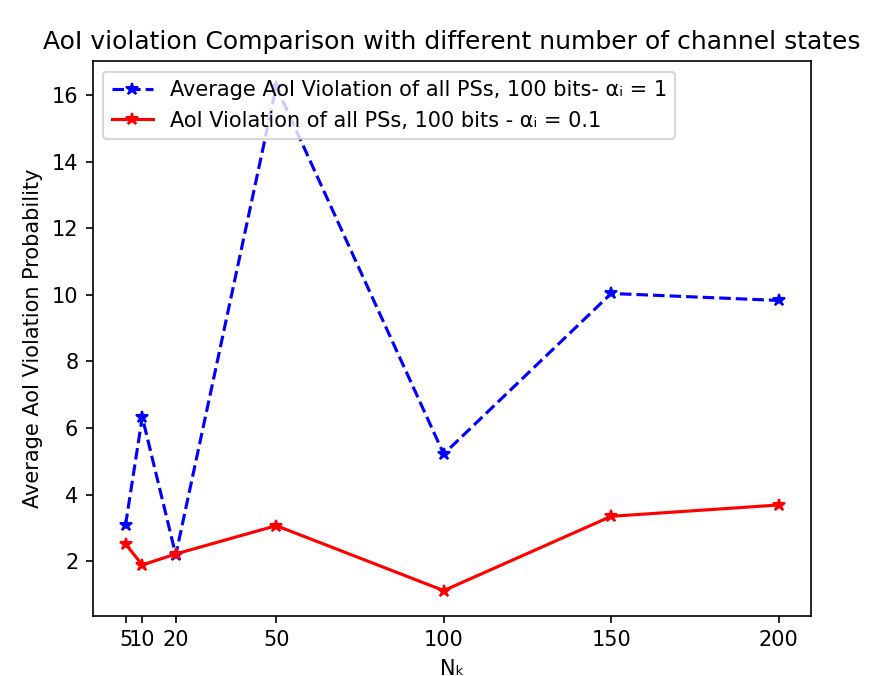 AoI violation Comparison with different number of channel states
Average AoI Violation of all PSs, 100 bits- αᵢ = 1
AoI Violation of all PSs, 100 bits - αᵢ = 0.1
Average AoI Violation Probability
16
14
12
10
8
6
4
2
5 10 20 50 100 150 200
Nₖ